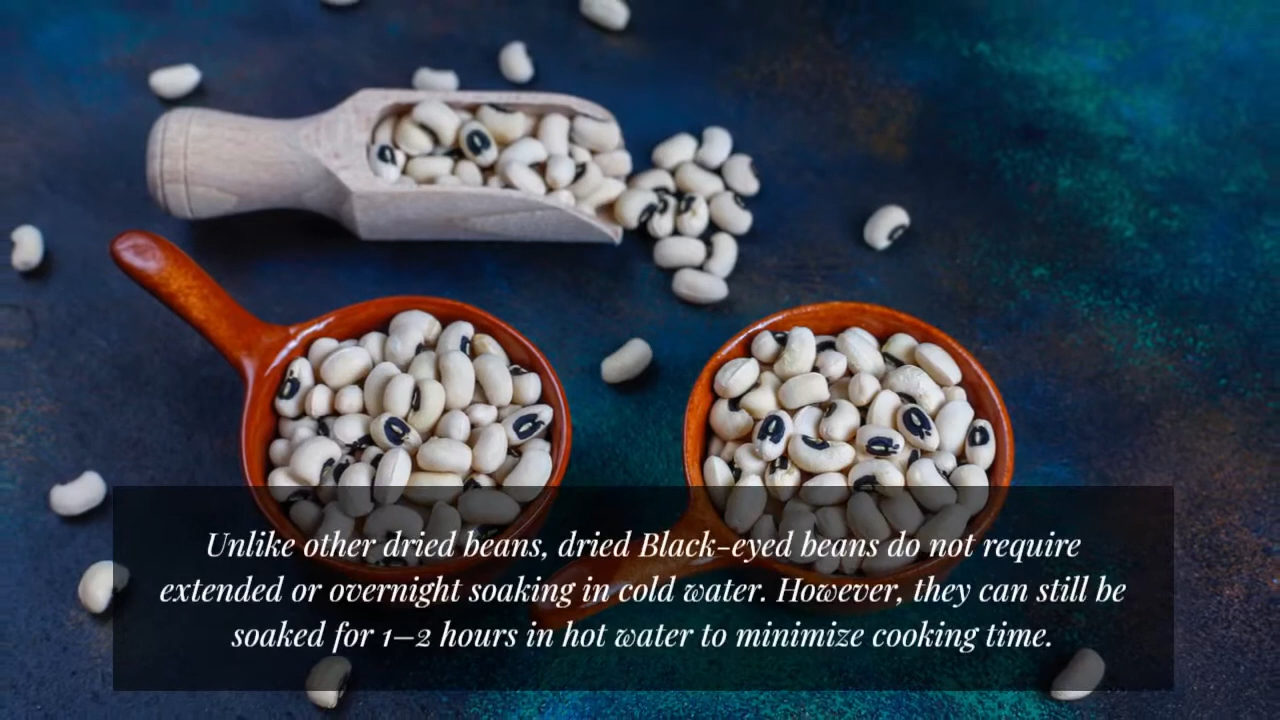 Unlike other dried beans, dried Black-eyed beans do not require
extended or overnight soaking in cold water. However, they can still be
soaked for 1–2 hours in hot water to minimize cooking time.